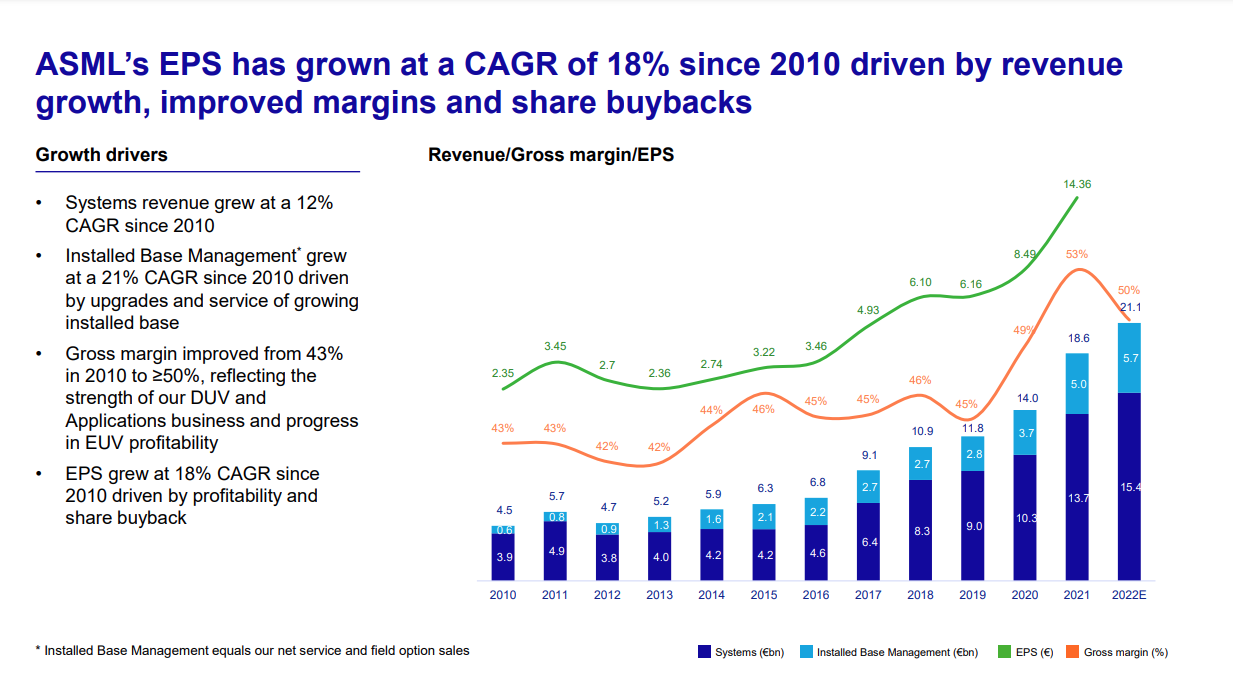 ASML’s EPS has grown at a CAGR of 18% since 2010 driven by revenue
growth, improved margins and share buybacks
Growth drivers
• Systems revenue grew at a 12%
CAGR since 2010
• Installed Base Management* grew
at a 21% CAGR since 2010 driven
by upgrades and service of growing
installed base
• Gross margin improved from 43%
in 2010 to ≥50%, reflecting the
strength of our DUV and
Applications business and progress
in EUV profitability
• EPS grew at 18% CAGR since
2010 driven by profitability and
share buyback
Revenue/Gross margin/EPS
2.35 3.45 2.7 2.36 2.74 3.22 3.46 4.93 6.10 6.16 8.49 14.36
43% 43% 42% 42% 44% 46% 45% 45% 46% 45% 49% 53% 50%
4.5 5.7 4.7 5.2 5.9 6.3 6.8 9.1 10.9 11.8 14.0 18.6 21.1
0.6 0.8 0.9 1.3 1.6 2.1 2.2 2.7 2.7 2.8 3.7 5.0 5.7
3.9 4.9 3.8 4.0 4.2 4.2 4.6 6.4 8.3 9.0 10.3 13.7 15.4
2010 2011 2012 2013 2014 2015 2016 2017 2018 2019 2020 2021 2022E
* Installed Base Management equals our net service and field option sales
Systems (€bn) Installed Base Management (€bn) EPS (€) Gross margin (%)